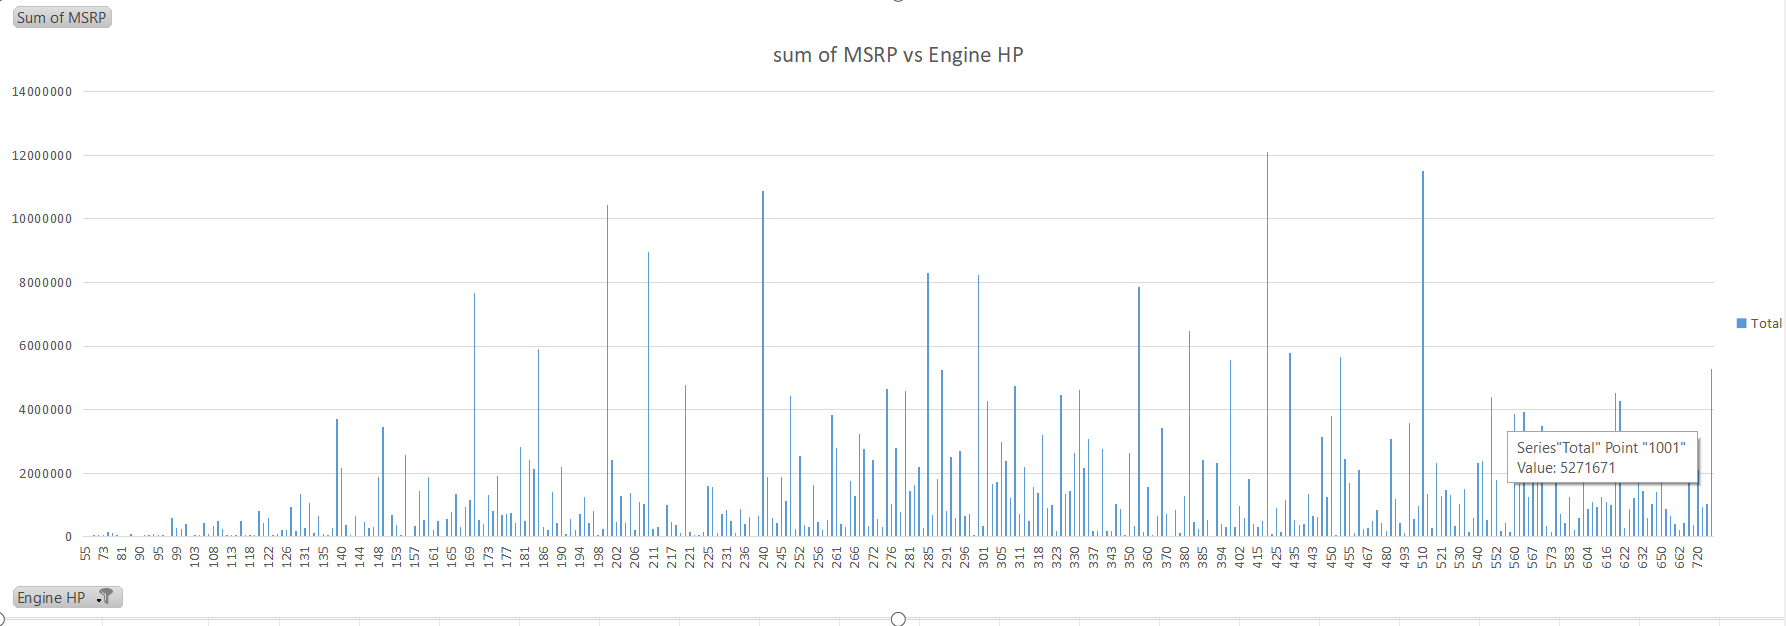 Sum of MSRP
sum of MSRP vs Engine HP
14000000
12000000
10000000
8000000
6000000
4000000
2000000
0
Total
Series"Total" Point "1001"
Value: 5271671
55 73 81 90 95 99 103 108 113 118 122 126 131 135 140 144 148 153 157 161 165 169 173 177 181 186 190 194 198 202 206 211 217 221 225 231 236 240 245 252 256 261 266 272 276 281 285 291 296 301 305 311 318 323 330 337 343 350 360 370 380 385 394 402 415 425 435 443 450 455 467 480 493 510 521 530 540 552 560 567 573 583 604 616 622 632 650 662 720
Engine HP